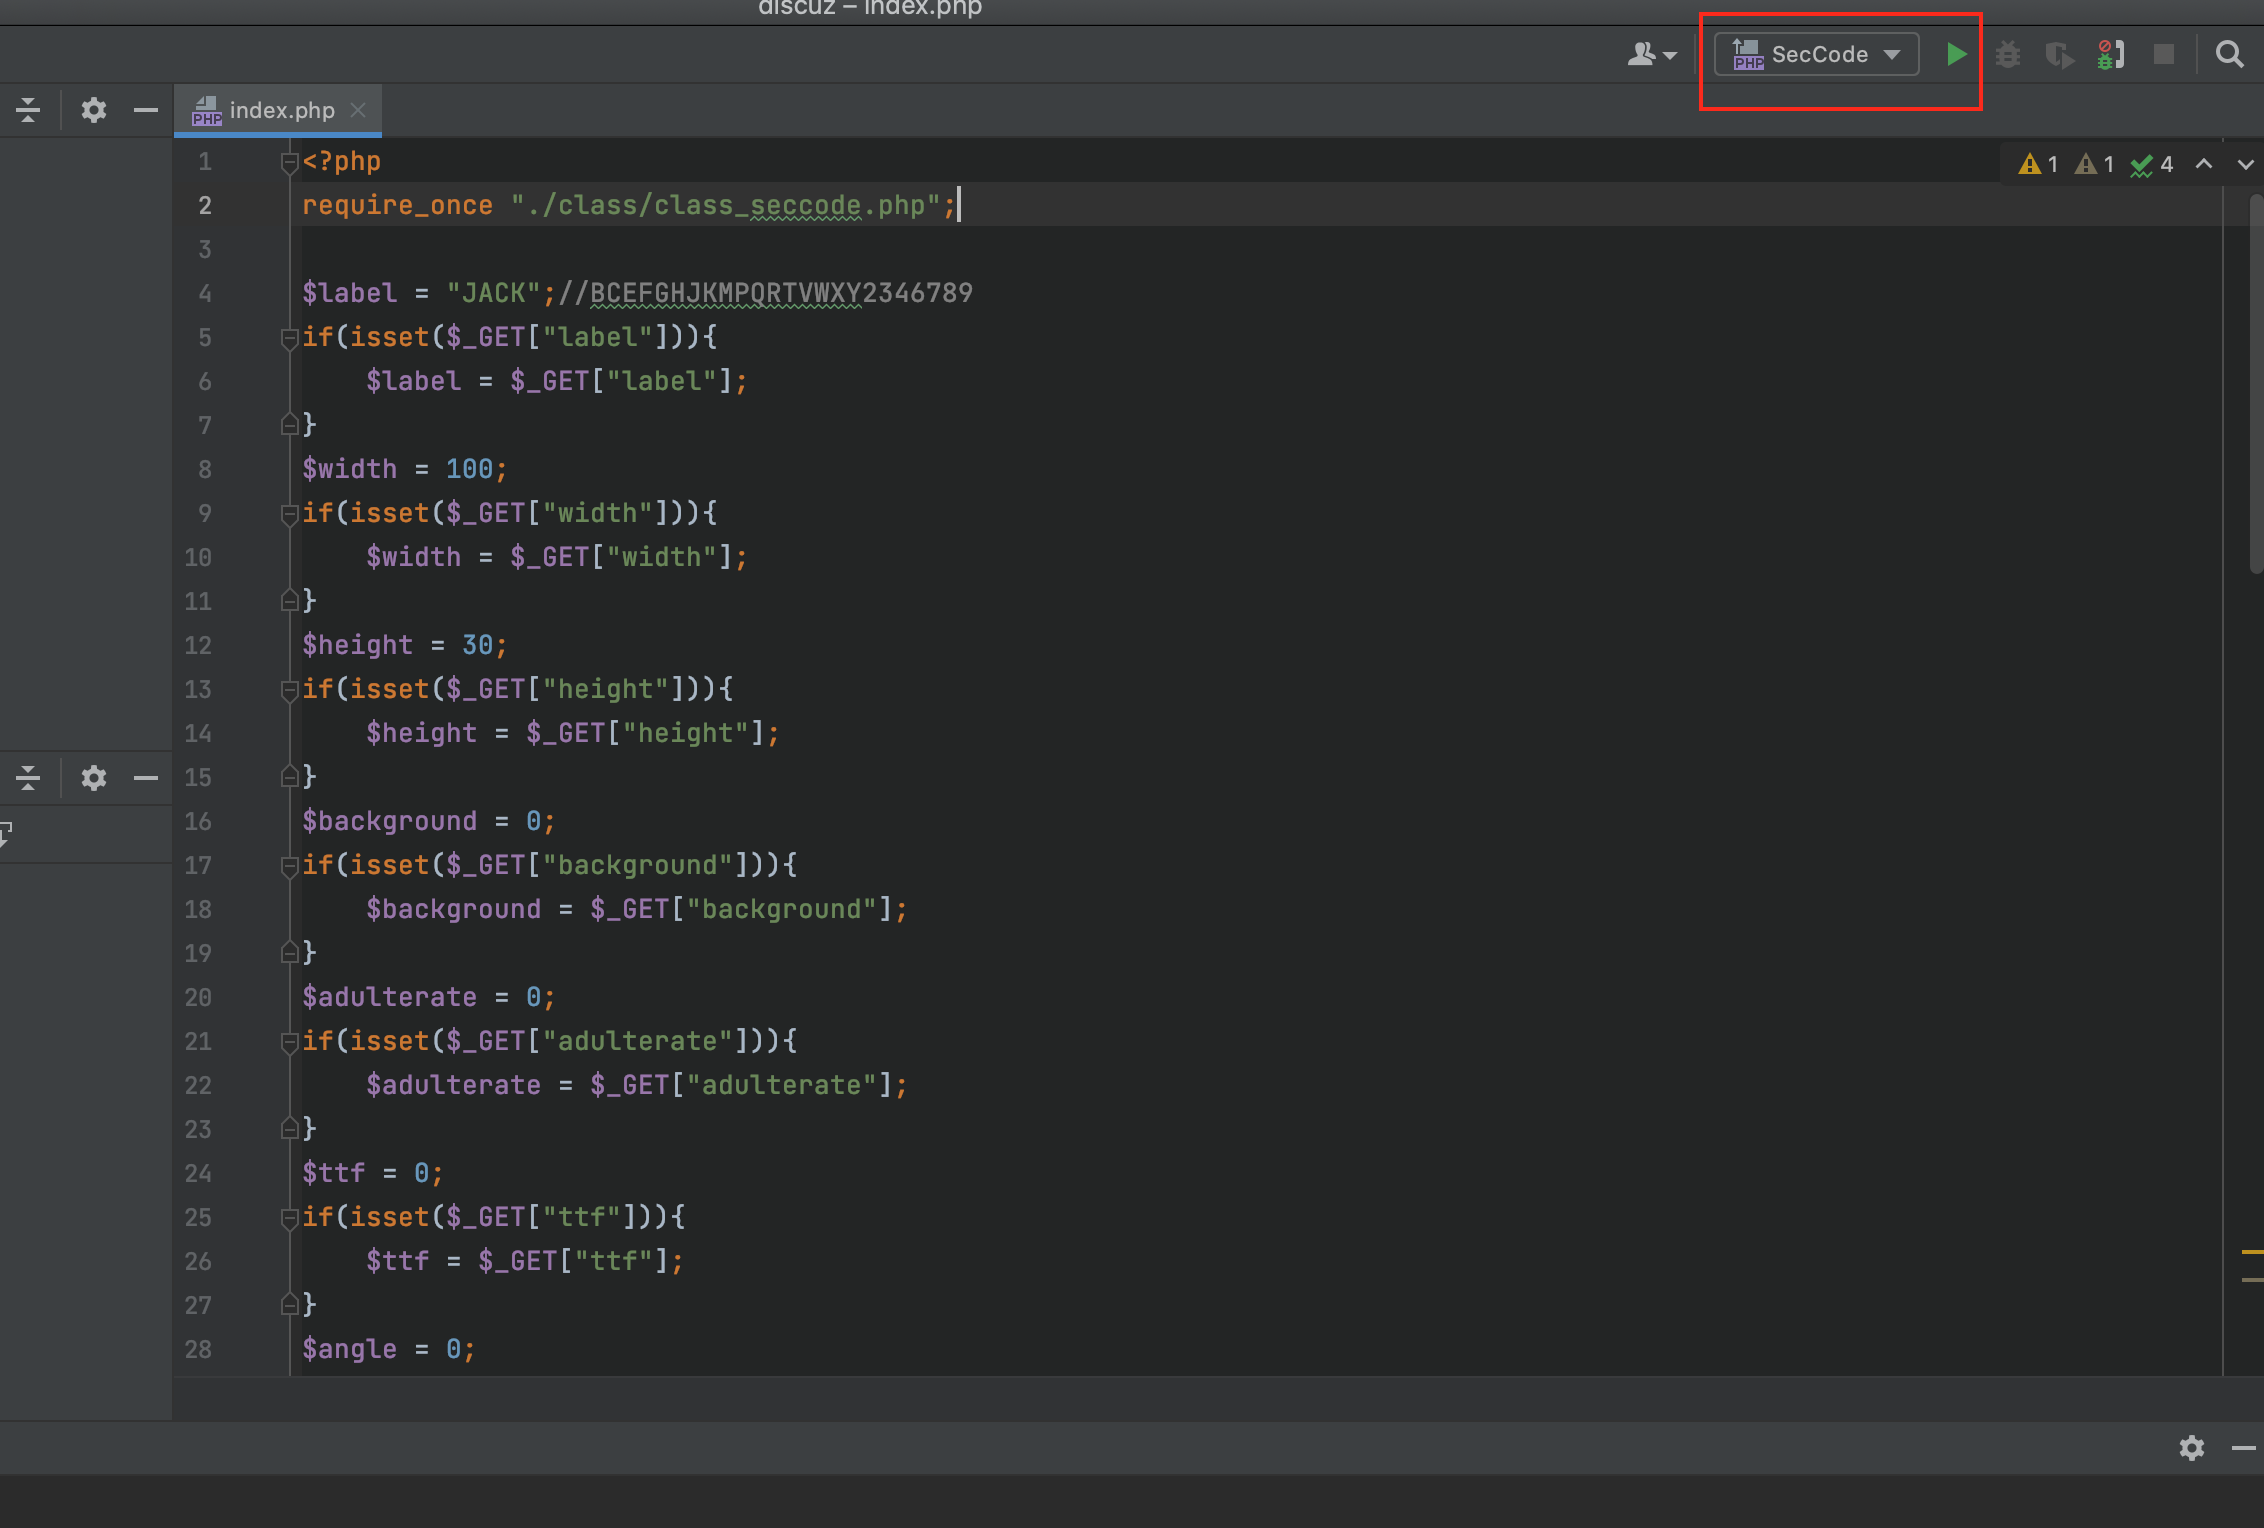 discuz – index.php
PHP SecCode
PHP index.php
1 <?php
1 1 4
2 require_once "./class/class_seccode.php";
3
4 $label = "JACK";//BCEFGHJKMPQRTVWXY2346789
5 if(isset($_GET["label"])){
6 $label = $_GET["label"];
7 }
8 $width = 100;
9 if(isset($_GET["width"])){
10 $width = $_GET["width"];
11 }
12 $height = 30;
13 if(isset($_GET["height"])){
14 $height = $_GET["height"];
15 }
16 $background = 0;
17 if(isset($_GET["background"])){
18 $background = $_GET["background"];
19 }
20 $adulterate = 0;
21 if(isset($_GET["adulterate"])){
22 $adulterate = $_GET["adulterate"];
23 }
24 $ttf = 0;
25 if(isset($_GET["ttf"])){
26 $ttf = $_GET["ttf"];
27 }
28 $angle = 0;